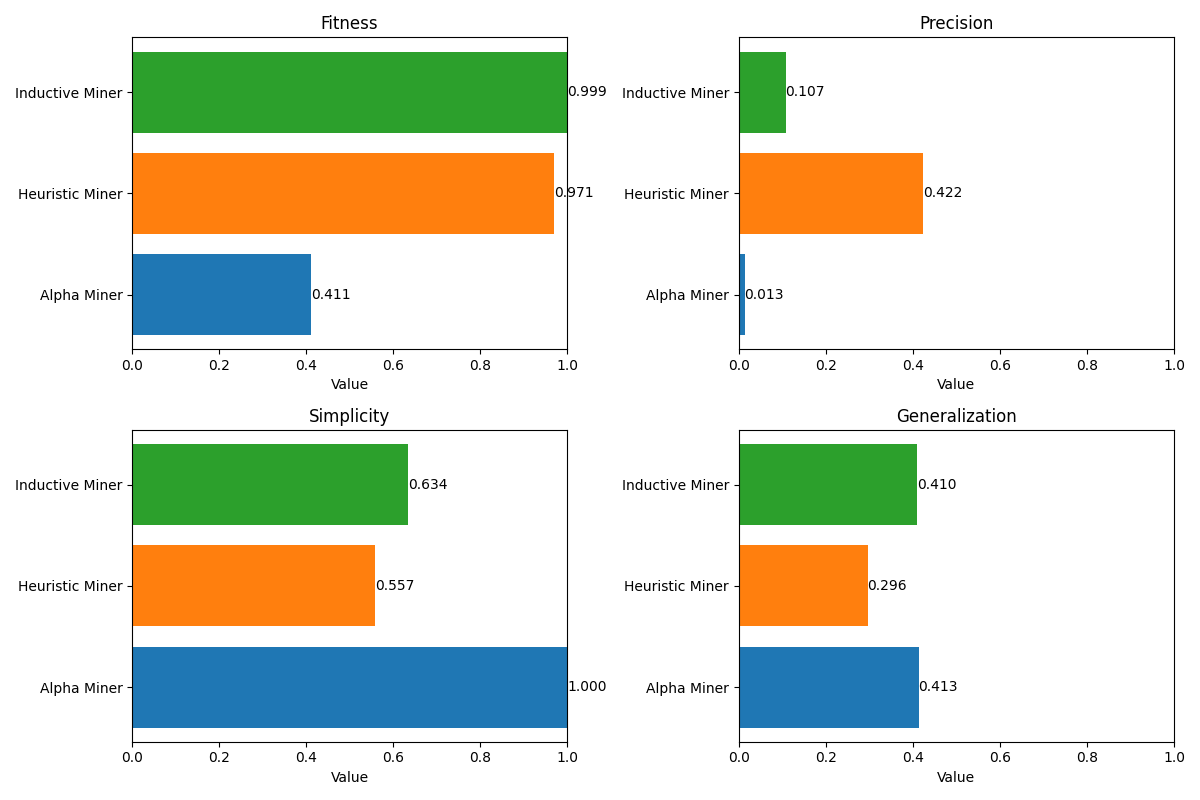 Fitness
Inductive Miner 0.999
Heuristic Miner 0.971
Alpha Miner 0.411
0.0 0.2 0.4 0.6 0.8 1.0
Value
Precision
Inductive Miner 0.107
Heuristic Miner 0.422
Alpha Miner 0.013
0.0 0.2 0.4 0.6 0.8 1.0
Value
Simplicity
Inductive Miner 0.634
Heuristic Miner 0.557
Alpha Miner 1.000
0.0 0.2 0.4 0.6 0.8 1.0
Value
Generalization
Inductive Miner 0.410
Heuristic Miner 0.296
Alpha Miner 0.413
0.0 0.2 0.4 0.6 0.8 1.0
Value